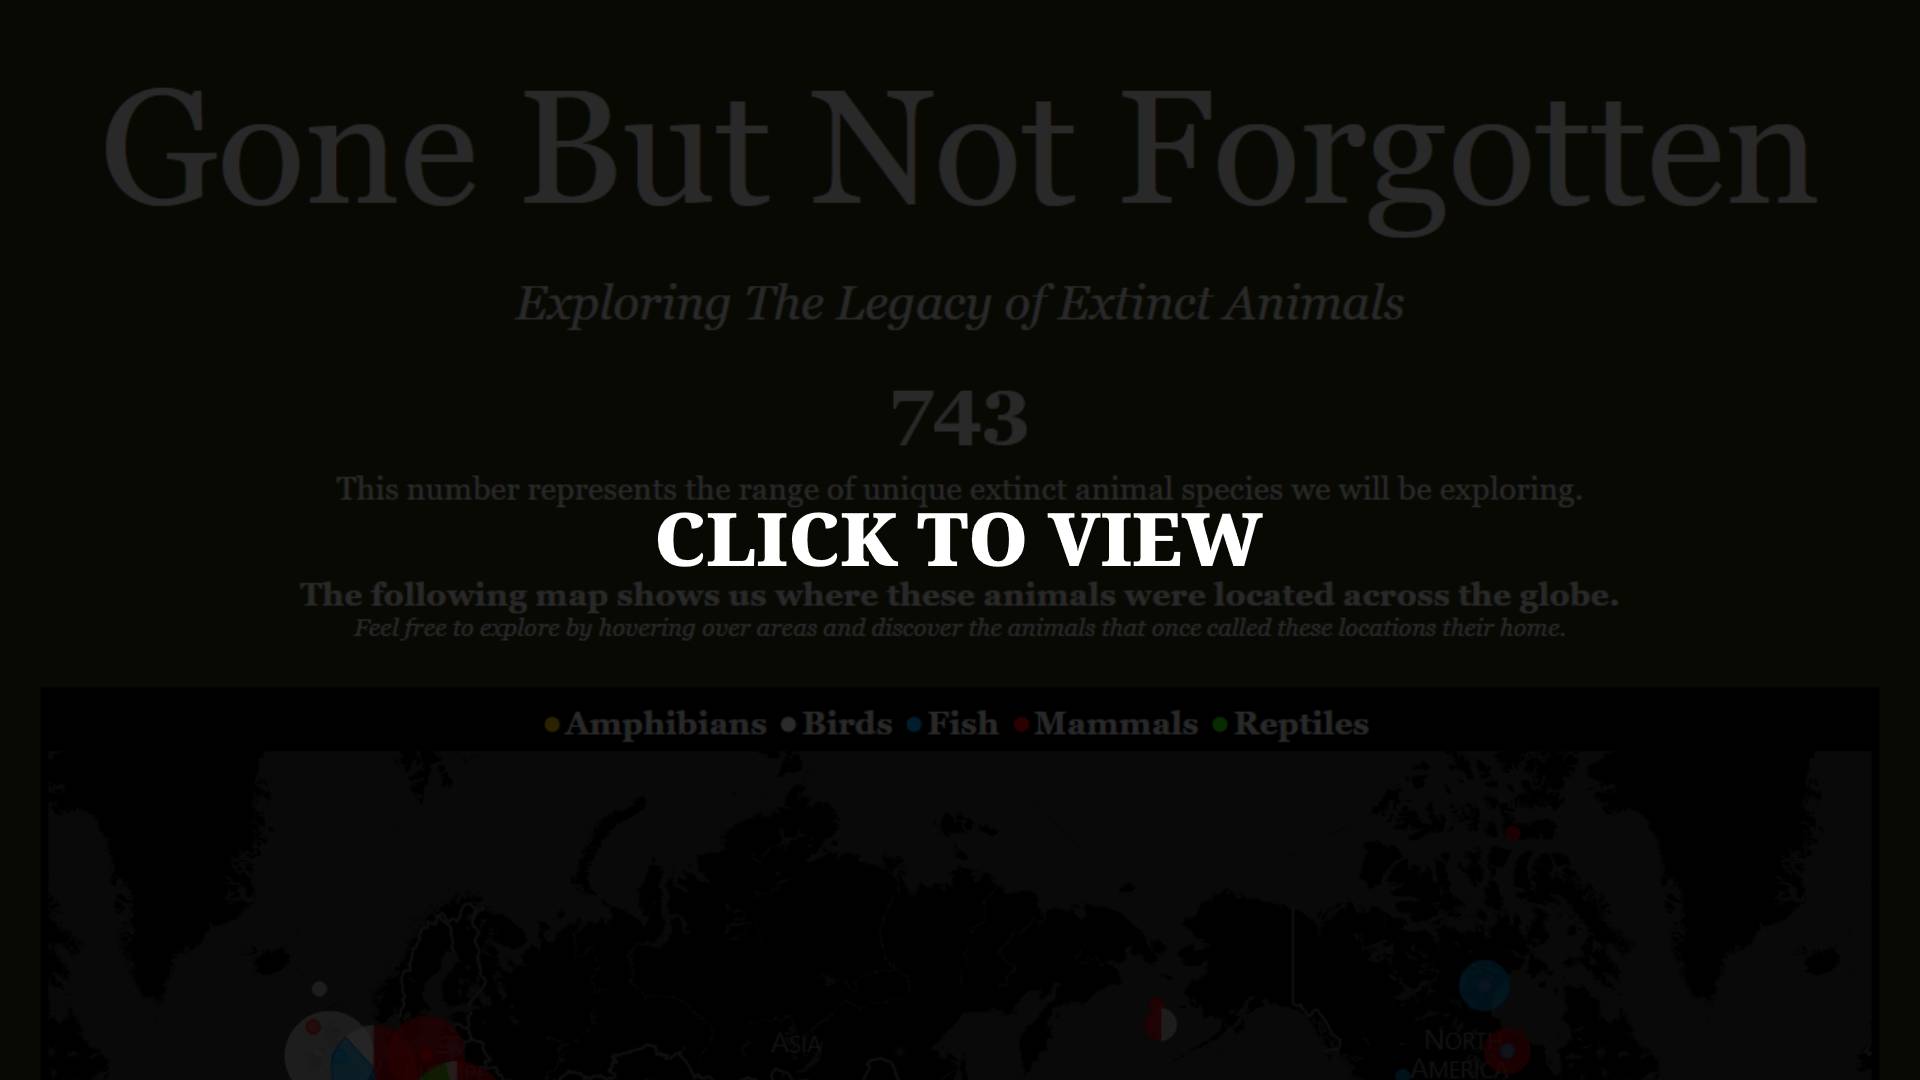 Gone But Not Forgotten
Exploring The Legacy of Extinct Animals
743
This number represents the range of unique extinct animal species we will be exploring.
CLICK TO VIEW
The following map shows us where these animals were located across the globe.
Feel free to explore by hovering over areas and discover the animals that once called these locations their home.
Amphibians Birds Fish Mammals Reptiles
ASIA
NORTH
AMERICA